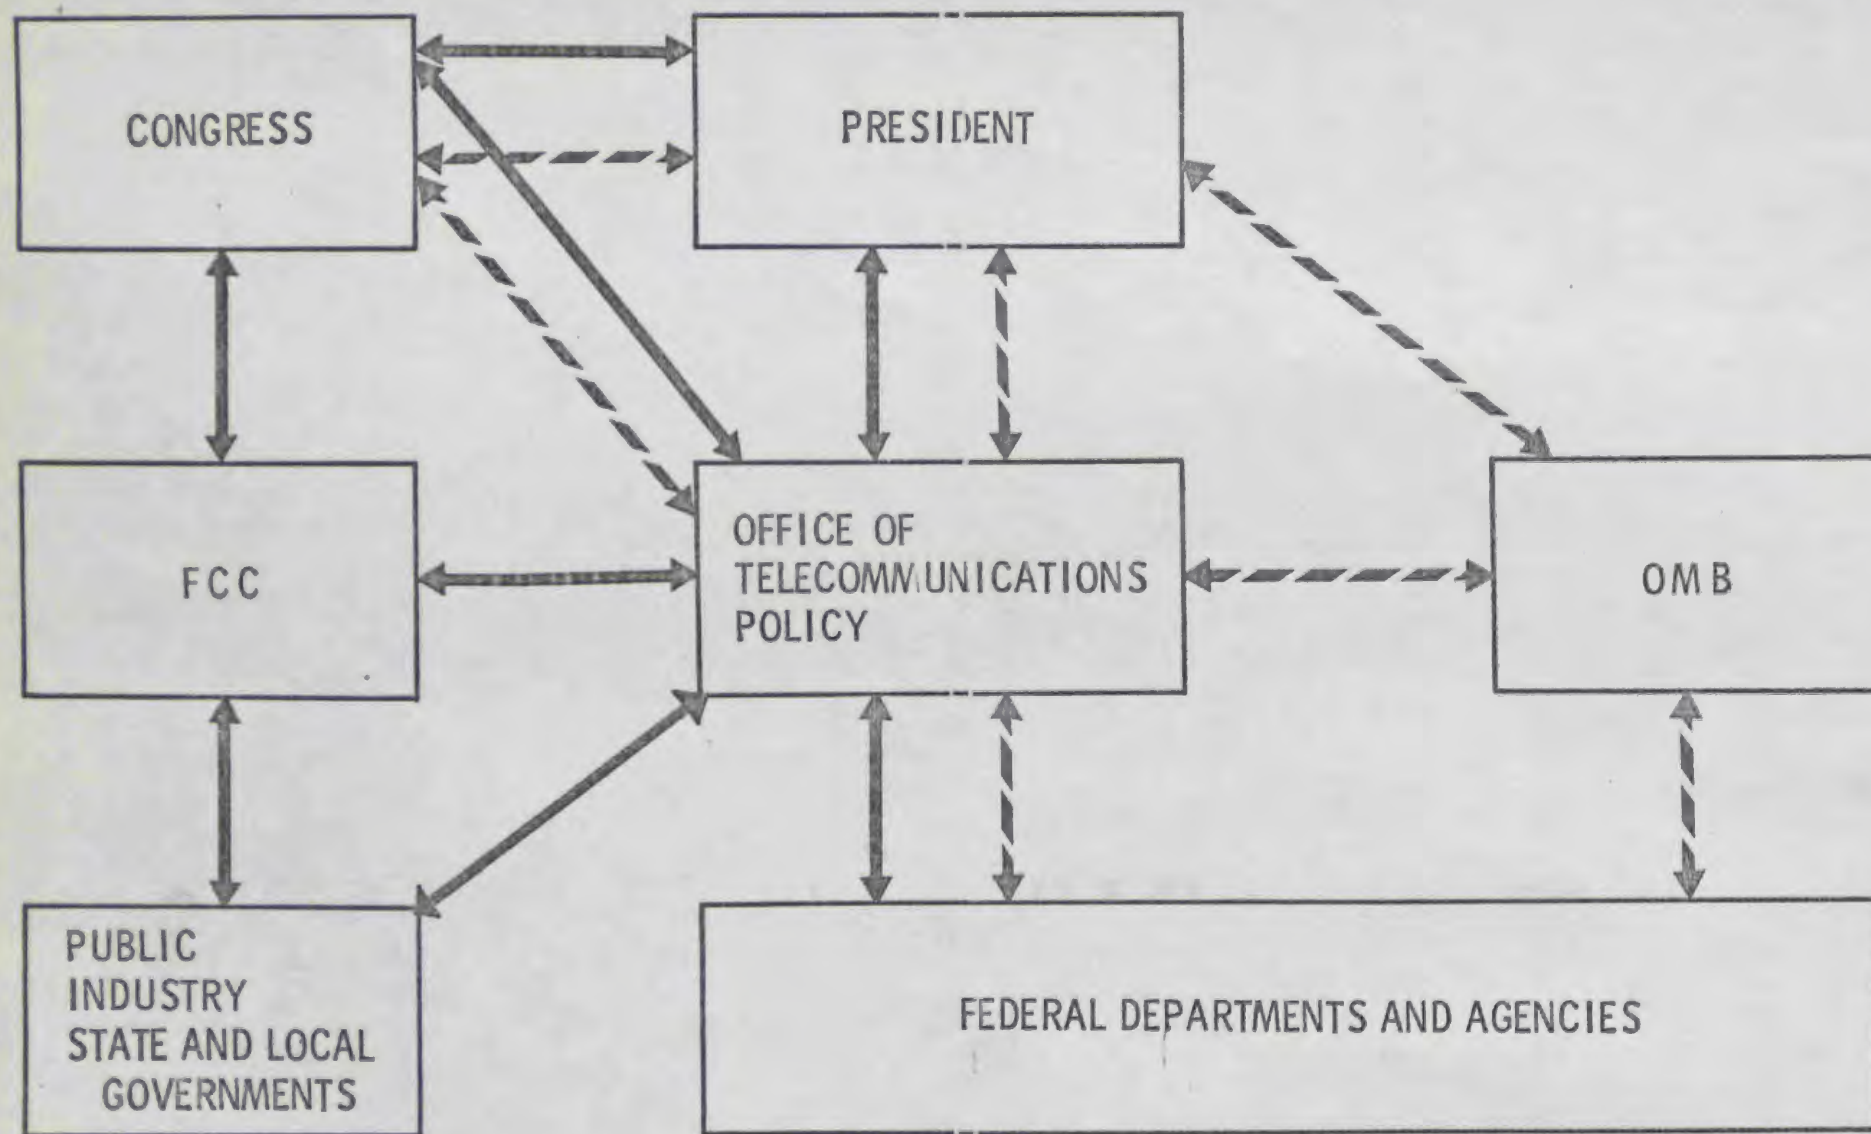 CONGRESS
PRESIDENT
FCC
OFFICE OF
TELECOMMUNICATIONS
POLICY
OMB
PUBLIC
INDUSTRY
STATE AND LOCAL
GOVERNMENTS
FEDERAL DEPARTMENTS AND AGENCIES